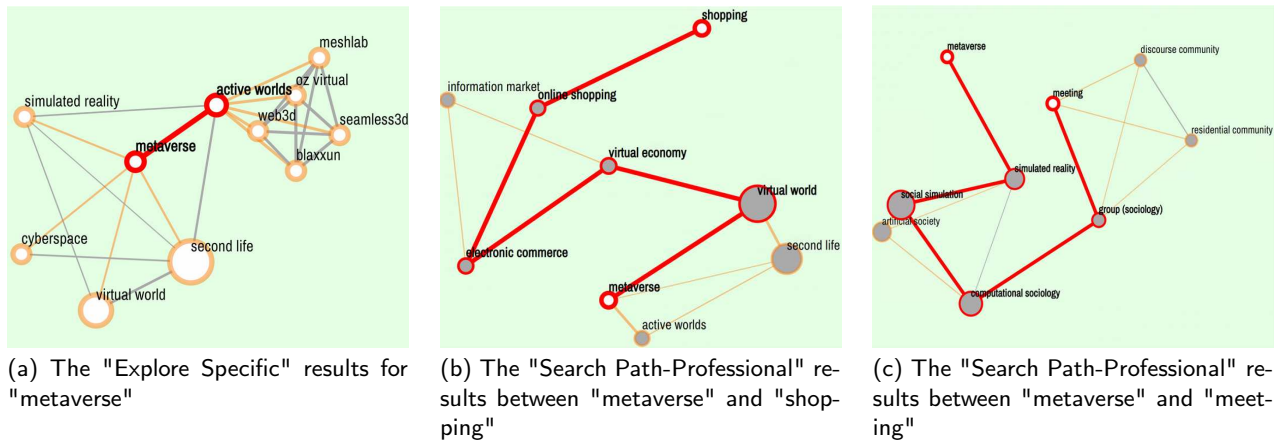 meshlab
oz virtual
active worlds
simulated reality
web3d
seamless3d
metaverse
blaxxun
cyberspace
second life
virtual world
(a) The "Explore Specific" results for
"metaverse"
shopping
information market
online shopping
virtual economy
virtual world
second life
electronic commerce
metaverse
active worlds
(b) The "Search Path-Professional" re-
sults between "metaverse" and "shop-
ping"
metaverse
discourse community
meeting
residential community
simulated reality
social simulation
group (sociology)
artificial society
computational sociology
(c) The "Search Path-Professional" re-
sults between "metaverse" and "meet-
ing"